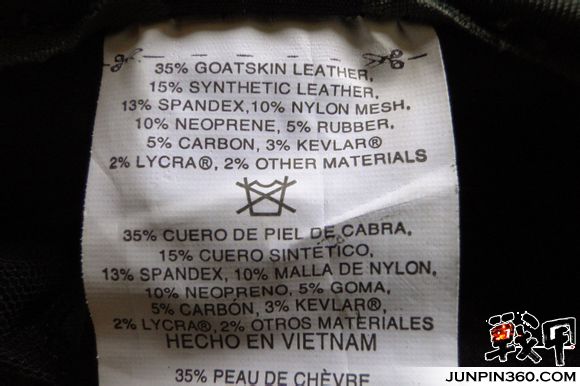 35% GOATSKIN LEATHER,
15% SYNTHETIC LEATHER,
13% SPANDEX, 10% NYLON MESH,
10% NEOPRENE, 5% RUBBER,
5% CARBON, 3% KEVLAR®
2% LYCRA®, 2% OTHER MATERIALS
35% CUERO DE PIEL DE CABRA,
15% CUERO SINTÉTICO,
13% SPANDEX, 10% MALLA DE NYLON,
10% NEOPRENO, 5% GOMA,
5% CARBÓN, 3% KEVLAR®
2% LYCRA®, 2% OTROS MATERIALES
HECHO EN VIETNAM
35% PEAU DE CHÈVRE
戰甲
JUNPIN360.COM